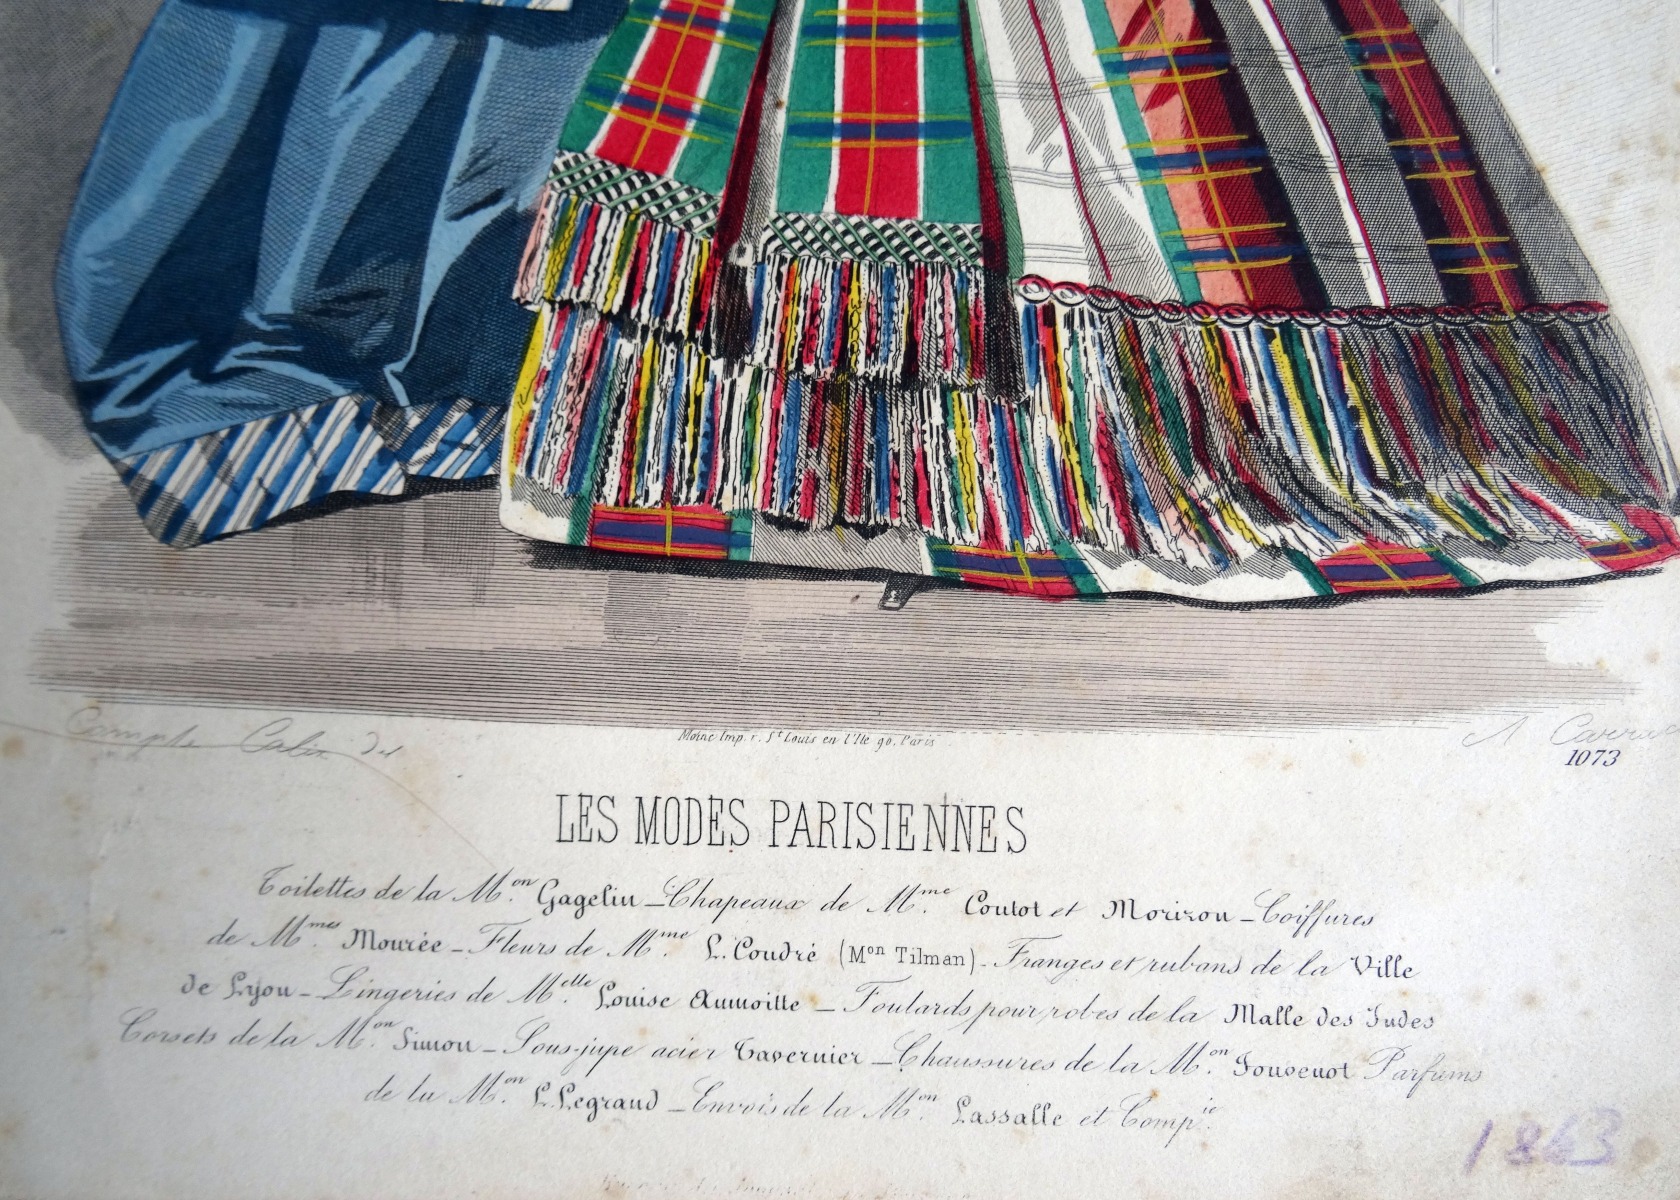 Compte Calix del
Moine Imp. r. St Louis en l'Ile 90. Paris
1073
LES MODES PARISIENNES
Toilettes de la Mon. Gagelin – Chapeaux de Mme. Coutot et Morizon – Coiffures
de Mmes. Mourée – Fleurs de Mme. L. Coudré (Mon Tilman) – Franges et rubans de la Ville
de Lyon – Lingeries de Melle. Louise Aumoitte – Foulards pour robes de la Malle des Indes
Corsets de la Mon. Simon – Sous-jupe acier Tavernier – Chaussures de la Mon. Jouvenot Parfums
de la Mon. L. Legrand – Envois de la Mon. Lassalle et Compie.
1863